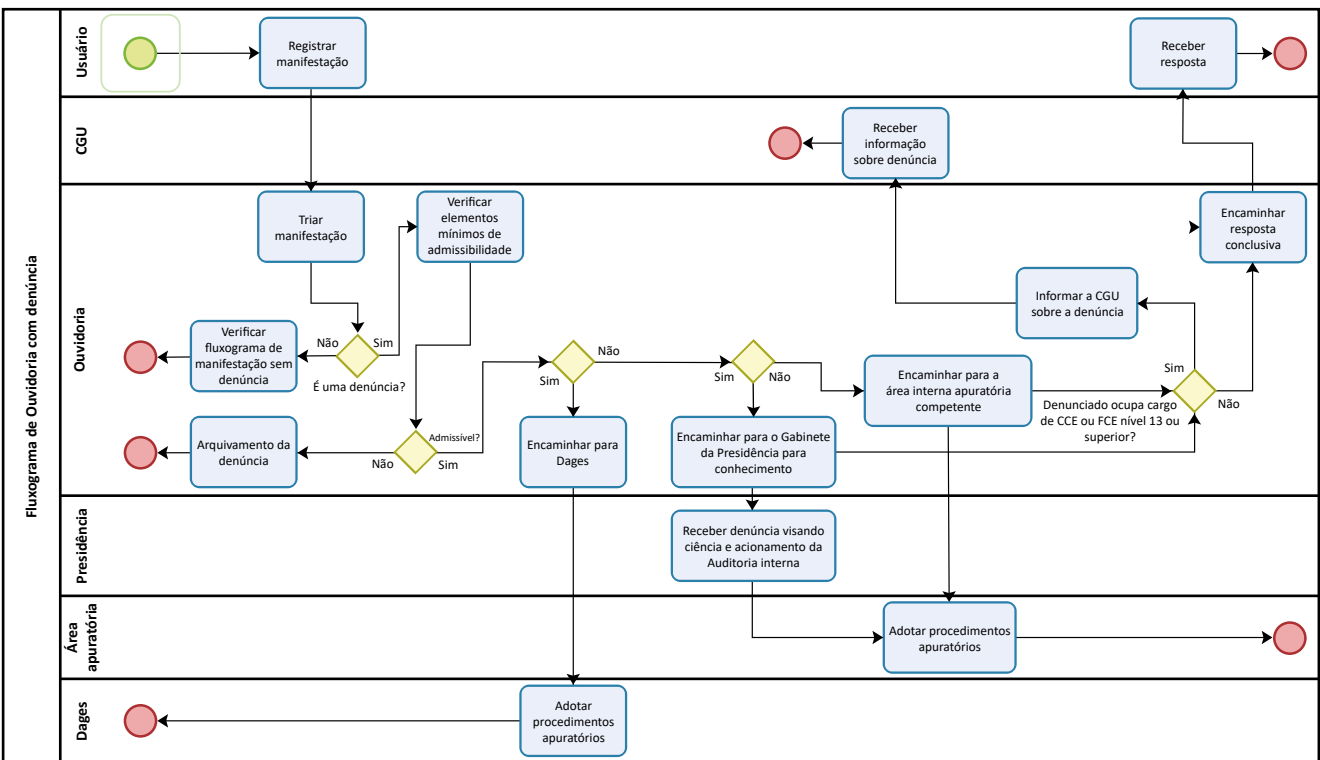 Fluxograma de Ouvidoria com denúncia
Usuário
Registrar
manifestação
Receber
resposta
CGU
Receber
informação
sobre denúncia
Ouvidoria
Triar
manifestação
Verificar
elementos
mínimos de
admissibilidade
Encaminhar
resposta
conclusiva
Informar a CGU
sobre a denúncia
Verificar
fluxograma de
manifestação sem
denúncia
Não
Sim
É uma denúncia?
Sim
Não
Sim
Não
Encaminhar para a
área interna apuratória
competente
Sim
Não
Denunciado ocupa cargo
de CCE ou FCE nível 13 ou
superior?
Arquivamento da
denúncia
Não
Admissível?
Sim
Encaminhar para
Dages
Encaminhar para o Gabinete
da Presidência para
conhecimento
Presidência
Receber denúncia visando
ciência e acionamento da
Auditoria interna
Área
apuratória
Adotar procedimentos
apuratórios
Dages
Adotar
procedimentos
apuratórios